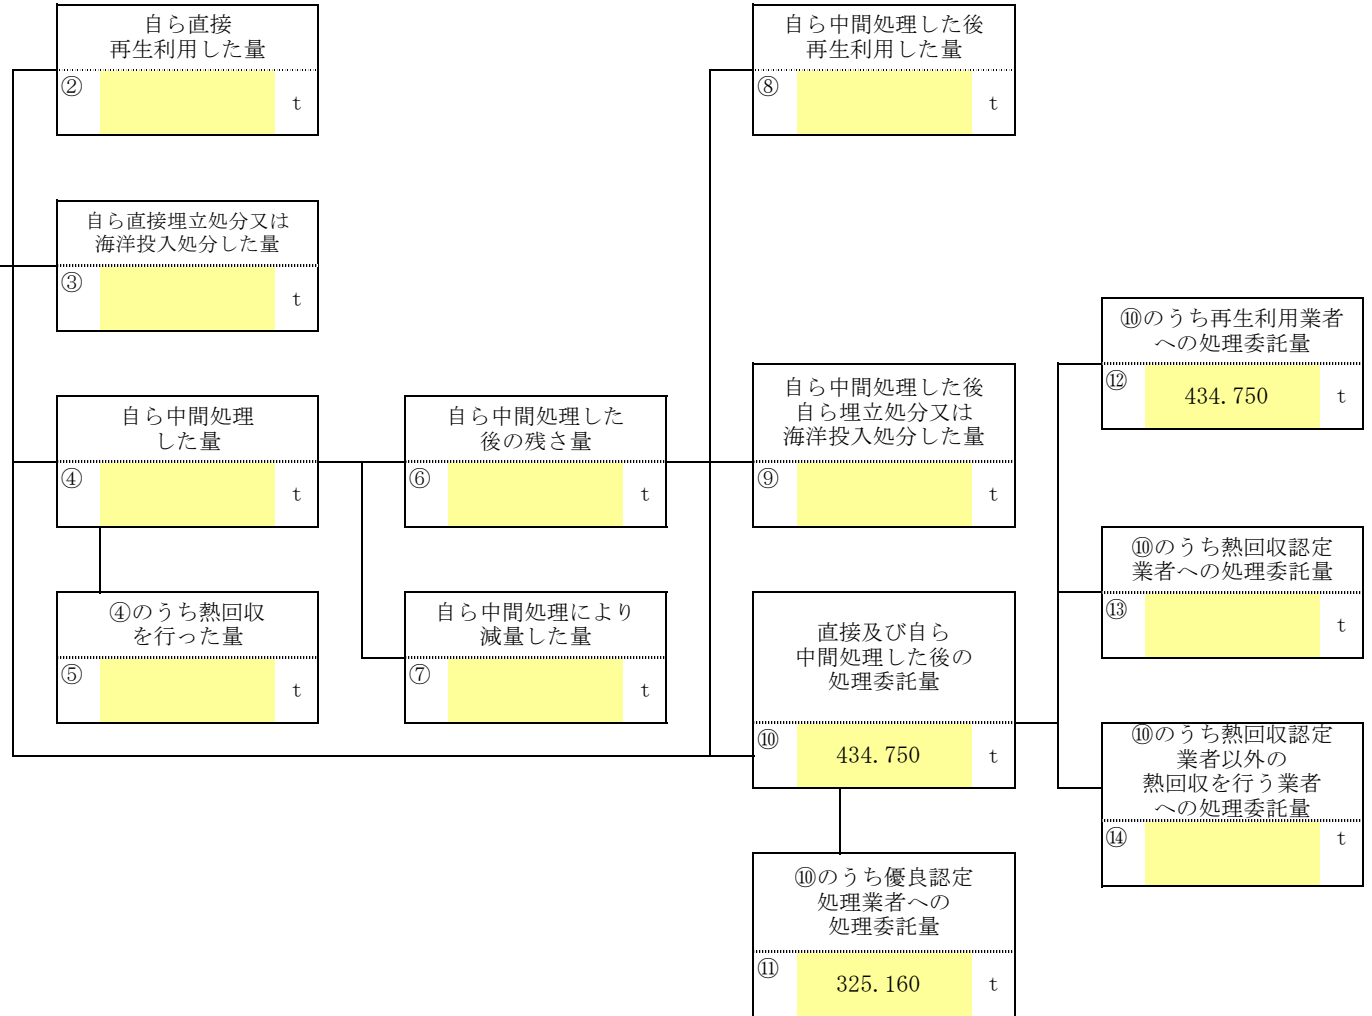 自ら直接
再生利用した量
②
t
自ら中間処理した後
再生利用した量
⑧
t
自ら直接埋立処分又は
海洋投入処分した量
③
t
⑩のうち再生利用業者
への処理委託量
⑫ 434.750 t
自ら中間処理
した量
④
t
自ら中間処理した
後の残さ量
⑥
t
自ら中間処理した後
自ら埋立処分又は
海洋投入処分した量
⑨
t
⑩のうち熱回収認定
業者への処理委託量
⑬
t
④のうち熱回収
を行った量
⑤
t
自ら中間処理により
減量した量
⑦
t
直接及び自ら
中間処理した後の
処理委託量
⑩ 434.750 t
⑩のうち熱回収認定
業者以外の
熱回収を行う業者
への処理委託量
⑭ t
⑩のうち優良認定
処理業者への
処理委託量
⑪ 325.160 t